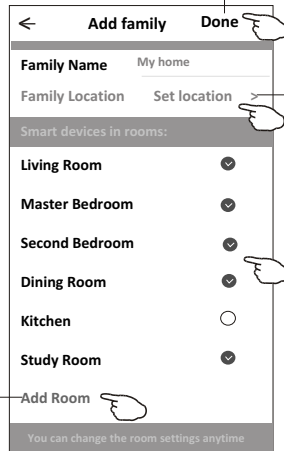 ← Add family Done
Family Name My home
Family Location Set location >
Smart devices in rooms:
Living Room
Master Bedroom
Second Bedroom
Dining Room
Kitchen
Study Room
Add Room
You can change the room settings anytime